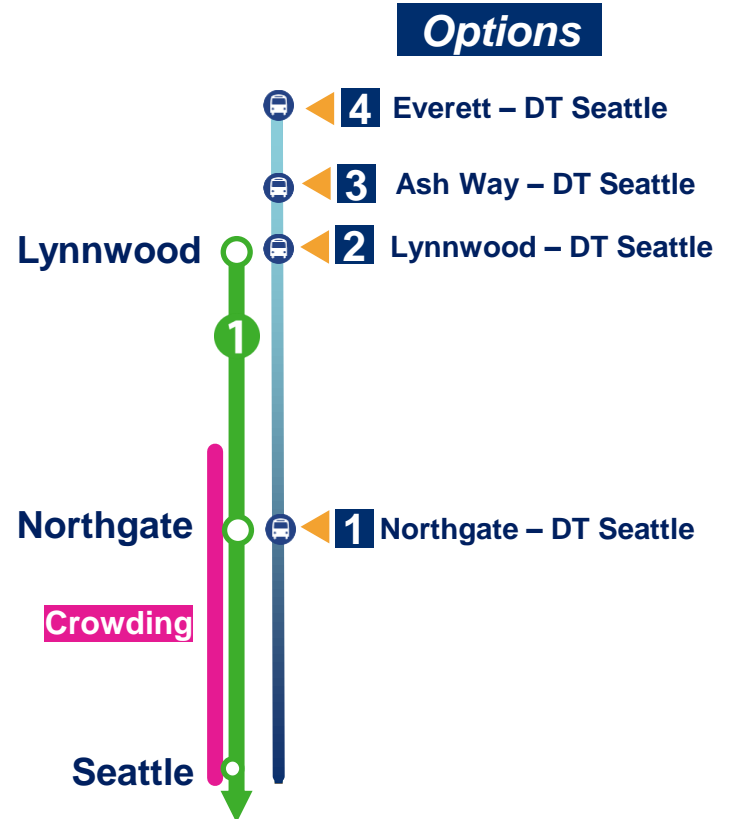 Options
4 Everett – DT Seattle
3 Ash Way – DT Seattle
Lynnwood
2 Lynnwood – DT Seattle
1
Northgate
1 Northgate – DT Seattle
Crowding
Seattle